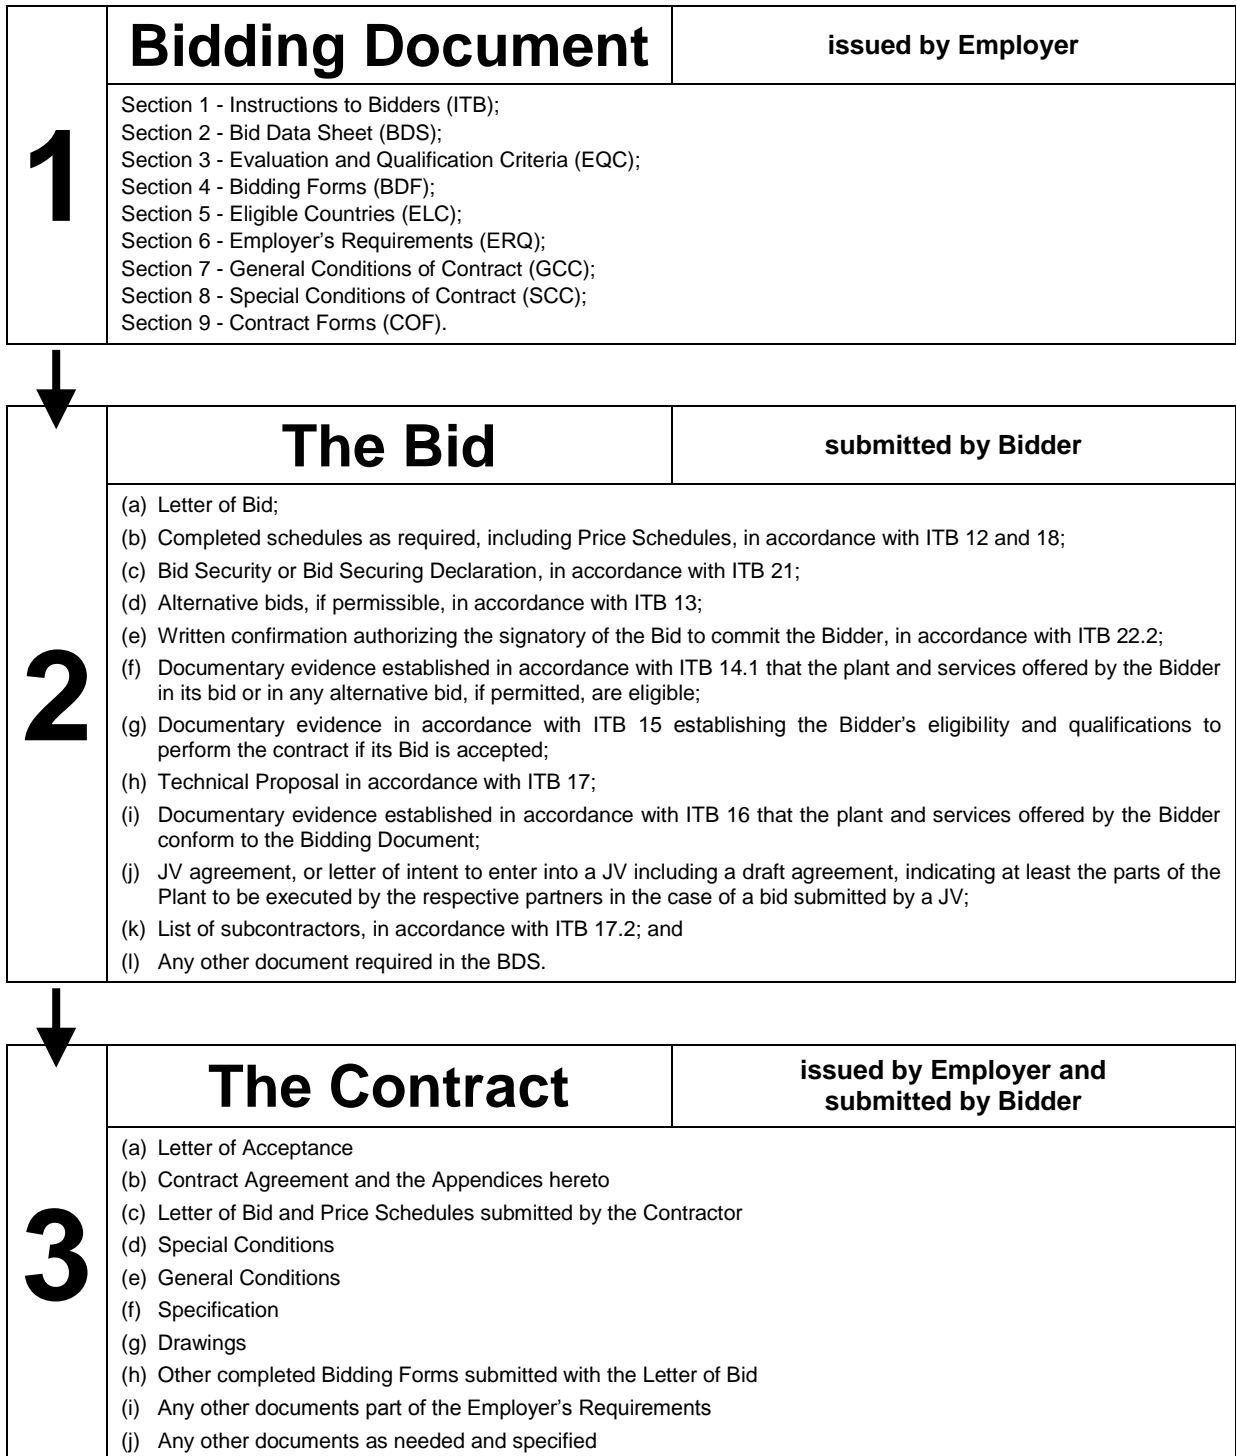 1
Bidding Document
issued by Employer
Section 1 - Instructions to Bidders (ITB);
Section 2 - Bid Data Sheet (BDS);
Section 3 - Evaluation and Qualification Criteria (EQC);
Section 4 - Bidding Forms (BDF);
Section 5 - Eligible Countries (ELC);
Section 6 - Employer’s Requirements (ERQ);
Section 7 - General Conditions of Contract (GCC);
Section 8 - Special Conditions of Contract (SCC);
Section 9 - Contract Forms (COF).
2
The Bid
submitted by Bidder
(a) Letter of Bid;
(b) Completed schedules as required, including Price Schedules, in accordance with ITB 12 and 18;
(c) Bid Security or Bid Securing Declaration, in accordance with ITB 21;
(d) Alternative bids, if permissible, in accordance with ITB 13;
(e) Written confirmation authorizing the signatory of the Bid to commit the Bidder, in accordance with ITB 22.2;
(f) Documentary evidence established in accordance with ITB 14.1 that the plant and services offered by the Bidder
in its bid or in any alternative bid, if permitted, are eligible;
(g) Documentary evidence in accordance with ITB 15 establishing the Bidder’s eligibility and qualifications to
perform the contract if its Bid is accepted;
(h) Technical Proposal in accordance with ITB 17;
(i) Documentary evidence established in accordance with ITB 16 that the plant and services offered by the Bidder
conform to the Bidding Document;
(j) JV agreement, or letter of intent to enter into a JV including a draft agreement, indicating at least the parts of the
Plant to be executed by the respective partners in the case of a bid submitted by a JV;
(k) List of subcontractors, in accordance with ITB 17.2; and
(l) Any other document required in the BDS.
3
The Contract
issued by Employer and
submitted by Bidder
(a) Letter of Acceptance
(b) Contract Agreement and the Appendices hereto
(c) Letter of Bid and Price Schedules submitted by the Contractor
(d) Special Conditions
(e) General Conditions
(f) Specification
(g) Drawings
(h) Other completed Bidding Forms submitted with the Letter of Bid
(i) Any other documents part of the Employer’s Requirements
(j) Any other documents as needed and specified